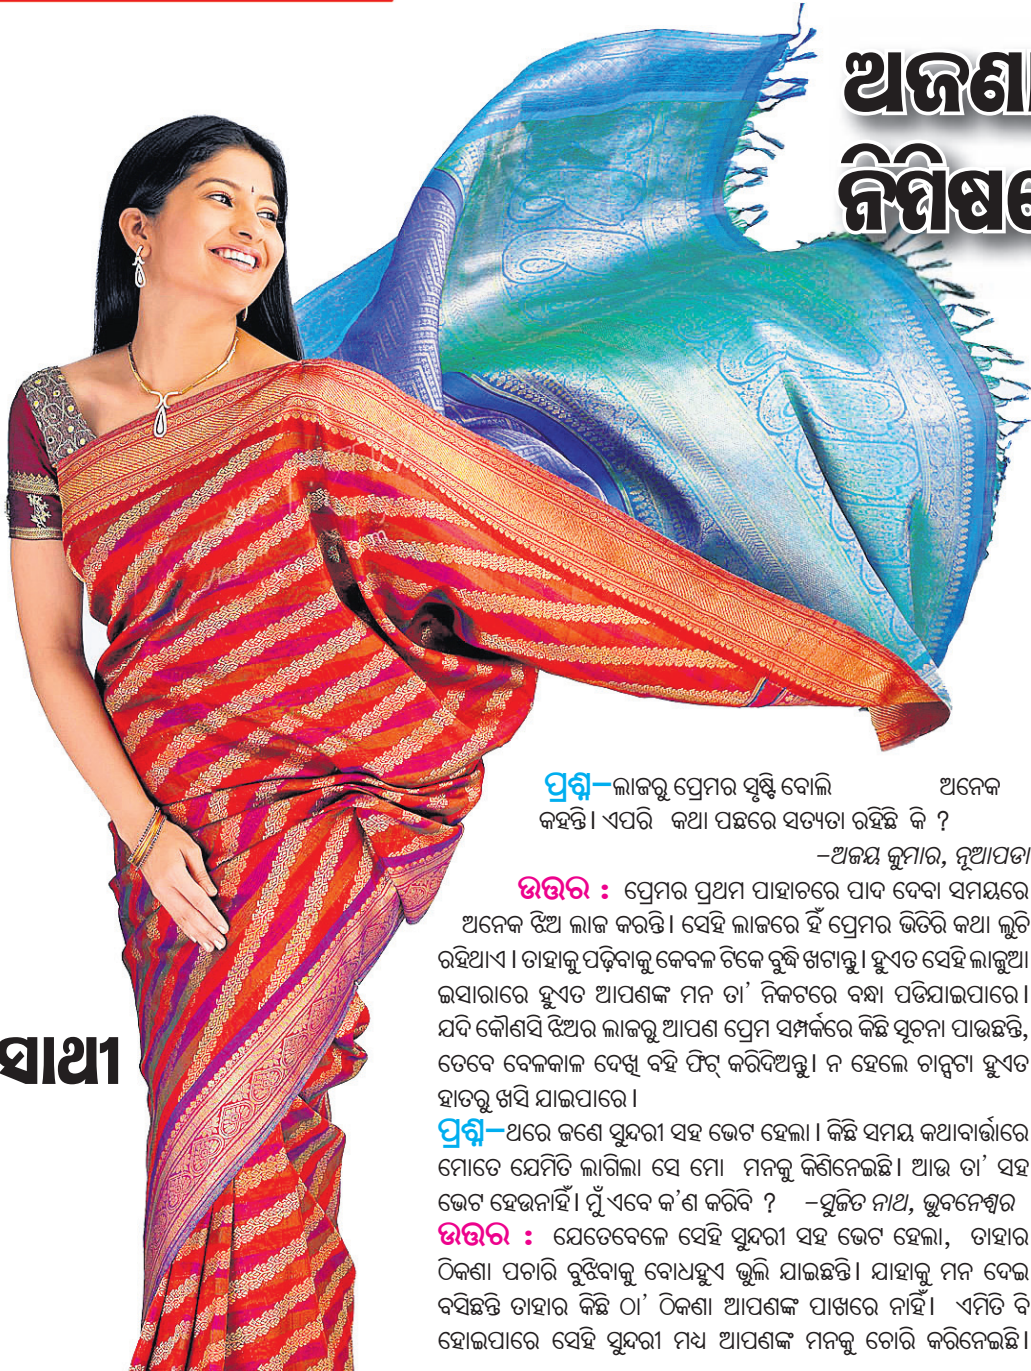 ଅଜଣା
ନିମିଷରେ
ପ୍ରଶ୍ନ–ଲାଜରୁ ପ୍ରେମର ସୃଷ୍ଟି ବୋଲି ଅନେକ
କହନ୍ତି। ଏପରି କଥା ପଛରେ ସତ୍ୟତା ରହିଛି କି ?
–ଅଜୟ କୁମାର, ନୂଆପଡା
ଉତ୍ତର : ପ୍ରେମର ପ୍ରଥମ ପାହାଚରେ ପାଦ ଦେବା ସମୟରେ
ଅନେକ ଝିଅ ଲାଜ କରନ୍ତି। ସେହି ଲାଜରେ ହିଁ ପ୍ରେମର ଭିତିରି କଥା ଲୁଚି
ରହିଥାଏ। ତାହାକୁ ପଢ଼ିବାକୁ କେବଳ ଟିକେ ବୁଦ୍ଧି ଖଟାନ୍ତୁ। ହୁଏତ ସେହି ଲାଜୁଆ
ଇସାରାରେ ହୁଏତ ଆପଣଙ୍କ ମନ ତା’ ନିକଟରେ ବନ୍ଧା ପଡିଯାଇପାରେ।
ଯଦି କୌଣସି ଝିଅର ଲାଜରୁ ଆପଣ ପ୍ରେମ ସମ୍ପର୍କରେ କିଛି ସୂଚନା ପାଉଛନ୍ତି,
ତେବେ ବେଳକାଳ ଦେଖି ବହି ଫିଟ୍ କରିଦିଅନ୍ତୁ। ନ ହେଲେ ଚାନ୍ସଟା ହୁଏତ
ହାତରୁ ଖସି ଯାଇପାରେ।
ସାଥୀ
ପ୍ରଶ୍ନ–ଥରେ ଜଣେ ସୁନ୍ଦରୀ ସହ ଭେଟ ହେଲା। କିଛି ସମୟ କଥାବାର୍ତ୍ତାରେ
ମୋତେ ଯେମିତି ଲାଗିଲା ସେ ମୋ ମନକୁ କିଣିନେଇଛି। ଆଉ ତା’ ସହ
ଭେଟ ହେଉନାହିଁ। ମୁଁ ଏବେ କ’ଣ କରିବି ? –ସୁଜିତ ନାଥ, ଭୁବନେଶ୍ୱର
ଉତ୍ତର : ଯେତେବେଳେ ସେହି ସୁନ୍ଦରୀ ସହ ଭେଟ ହେଲା, ତାହାର
ଠିକଣା ପଚାରି ବୁଝିବାକୁ ବୋଧହୁଏ ଭୁଲି ଯାଇଛନ୍ତି। ଯାହାକୁ ମନ ଦେଇ
ବସିଛନ୍ତି ତାହାର କିଛି ଠା’ ଠିକଣା ଆପଣଙ୍କ ପାଖରେ ନାହିଁ। ଏମିତି ବି
ହୋଇପାରେ ସେହି ସୁନ୍ଦରୀ ମଧ୍ୟ ଆପଣଙ୍କ ମନକୁ ଚୋରି କରିନେଇଛି।